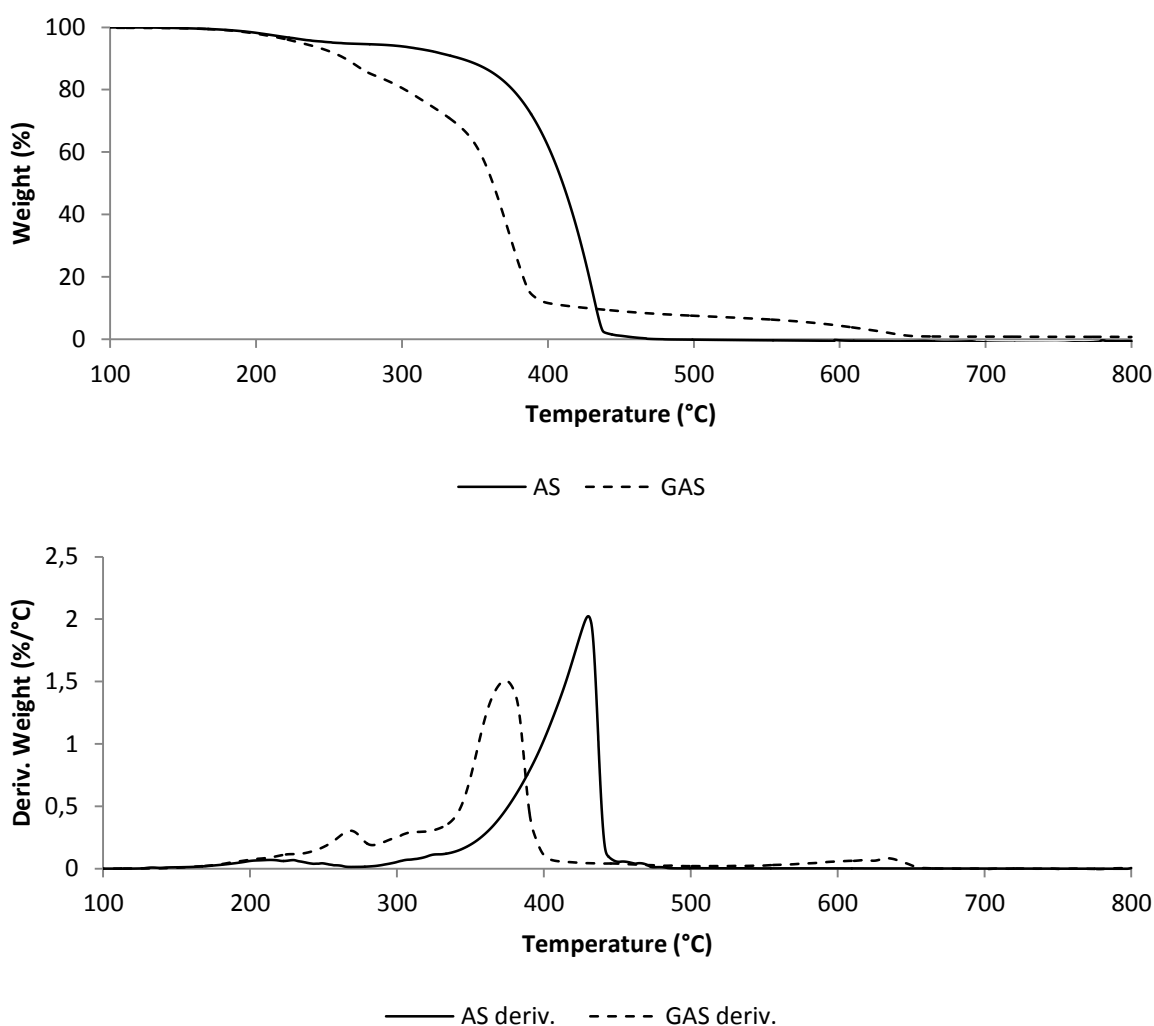 100
80
60
40
20
0
Weight (%)
100 200 300 400 500 600 700 800
Temperature (°C)
AS GAS
2,5
2
1,5
1
0,5
0
Deriv. Weight (%/°C)
100 200 300 400 500 600 700 800
Temperature (°C)
AS deriv. GAS deriv.